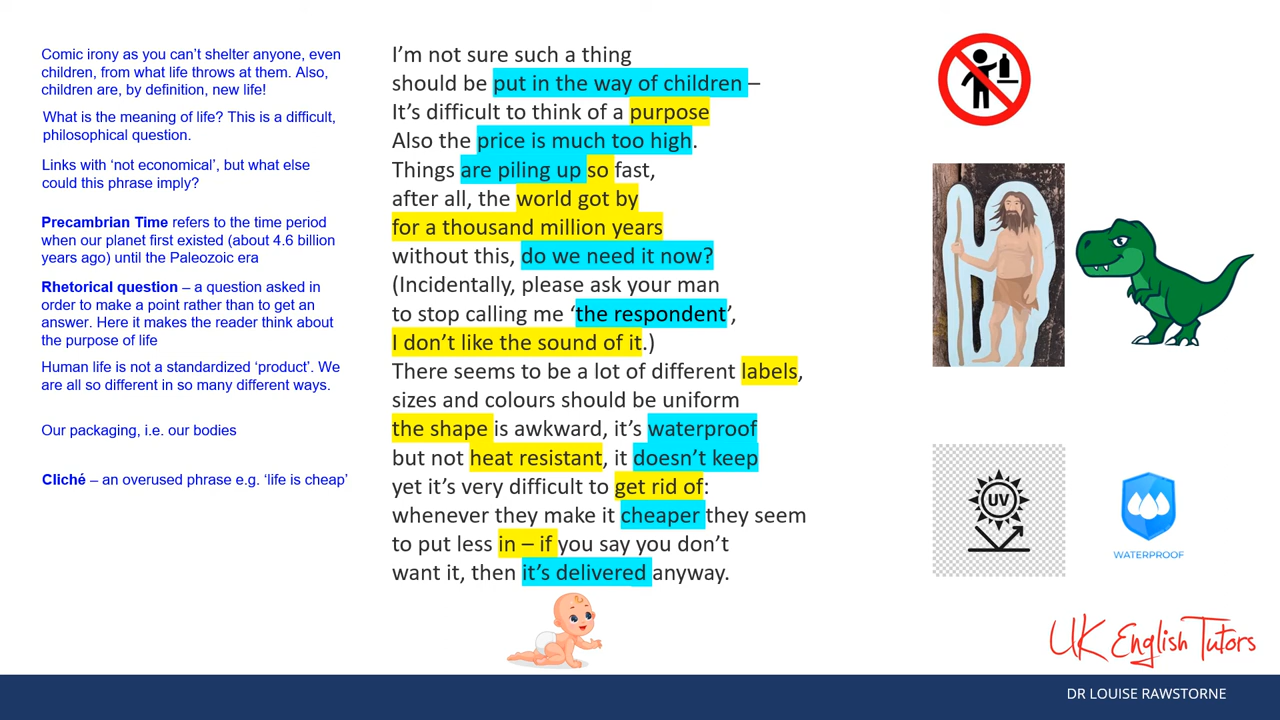 Comic irony as you can’t shelter anyone, even
children, from what life throws at them. Also,
children are, by definition, new life!
What is the meaning of life? This is a difficult,
philosophical question.
Links with ‘not economical’, but what else
could this phrase imply?
Precambrian Time refers to the time period
when our planet first existed (about 4.6 billion
years ago) until the Paleozoic era
Rhetorical question – a question asked in
order to make a point rather than to get an
answer. Here it makes the reader think about
the purpose of life
Human life is not a standardized ‘product’. We
are all so different in so many different ways.
Our packaging, i.e. our bodies
Cliché – an overused phrase e.g. ‘life is cheap’
I’m not sure such a thing
should be put in the way of children –
It’s difficult to think of a purpose
Also the price is much too high.
Things are piling up so fast,
after all, the world got by
for a thousand million years
without this, do we need it now?
(Incidentally, please ask your man
to stop calling me ‘the respondent’,
I don’t like the sound of it.)
There seems to be a lot of different labels,
sizes and colours should be uniform
the shape is awkward, it’s waterproof
but not heat resistant, it doesn’t keep
yet it’s very difficult to get rid of:
whenever they make it cheaper they seem
to put less in – if you say you don’t
want it, then it’s delivered anyway.
UV
WATERPROOF
UK English Tutors
DR LOUISE RAWSTORNE